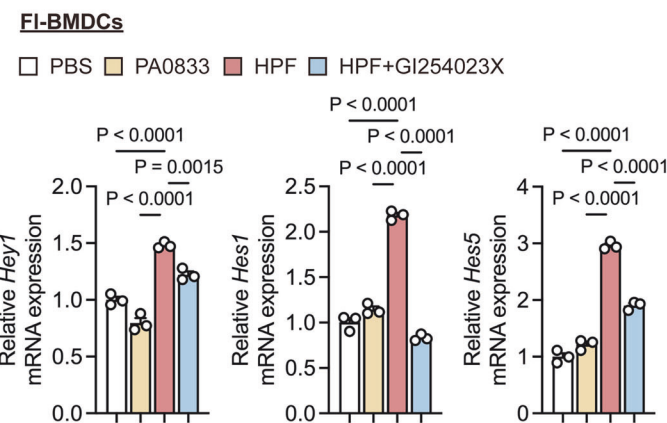 Fl-BMDCs
PBS PA0833 HPF HPF+GI254023X
P < 0.0001
P = 0.0015
P < 0.0001
Relative Hey1
mRNA expression
2.0
1.5
1.0
0.5
0.0
P < 0.0001
P < 0.0001
P < 0.0001
Relative Hes1
mRNA expression
2.5
2.0
1.5
1.0
0.5
0.0
P < 0.0001
P < 0.0001
P < 0.0001
Relative Hes5
mRNA expression
4
3
2
1
0